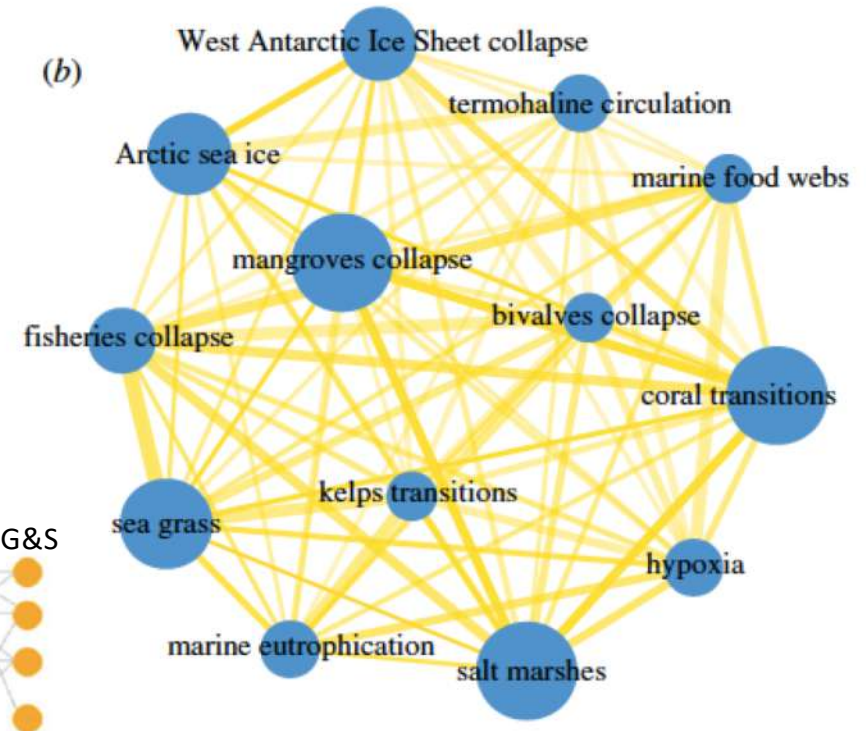 (b)
West Antarctic Ice Sheet collapse
termohaline circulation
Arctic sea ice
marine food webs
mangroves collapse
bivalves collapse
fisheries collapse
coral transitions
kelps transitions
sea grass
G&S
hypoxia
marine eutrophication
salt marshes